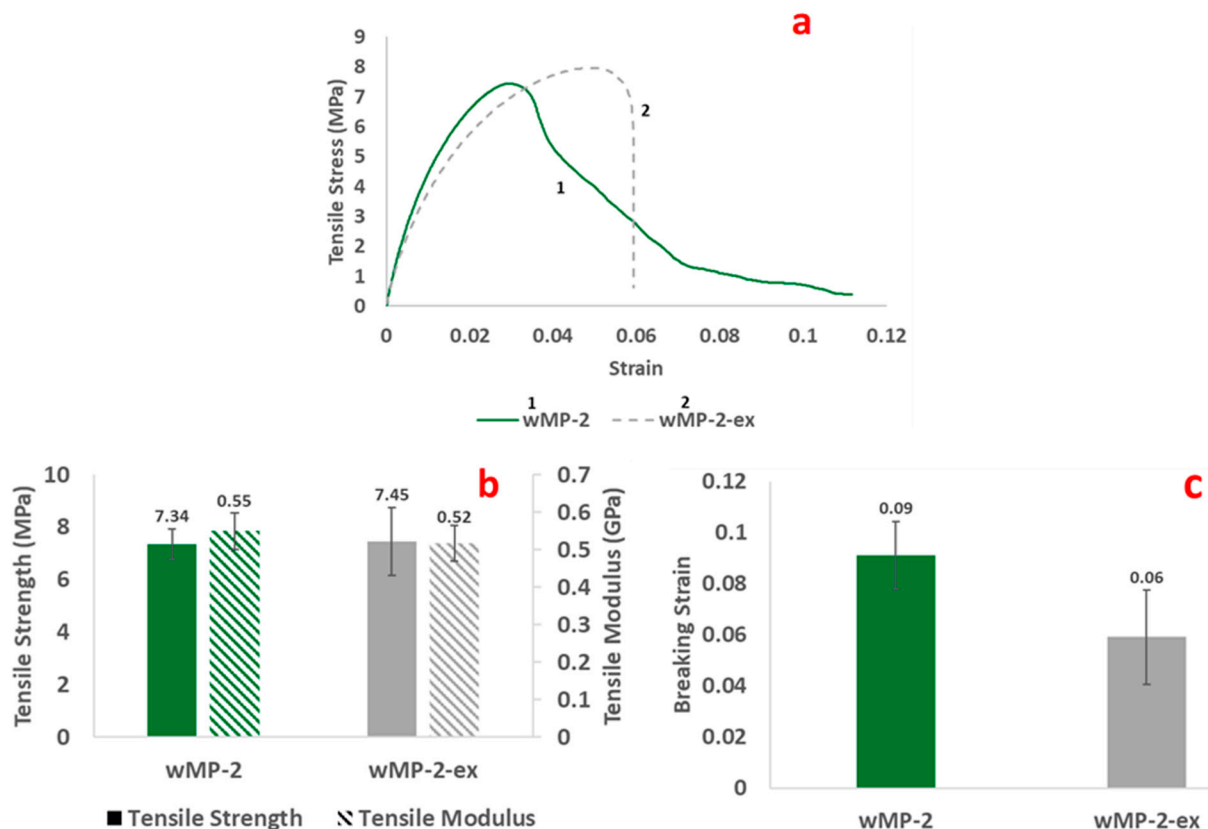 a
Tensile Stress (MPa)
9
8
7
6
5
4
3
2
1
0
2
1
0 0.02 0.04 0.06 0.08 0.1 0.12
Strain
1 2
wMP-2 wMP-2-ex
b
Tensile Strength (MPa)
10
8
6
4
2
0
7.34 0.55 7.45 0.52
0.7
0.6
0.5
0.4
0.3
0.2
0.1
0
Tensile Modulus (GPa)
wMP-2 wMP-2-ex
Tensile Strength Tensile Modulus
c
Breaking Strain
0.12
0.1
0.08
0.06
0.04
0.02
0
0.09
0.06
wMP-2 wMP-2-ex